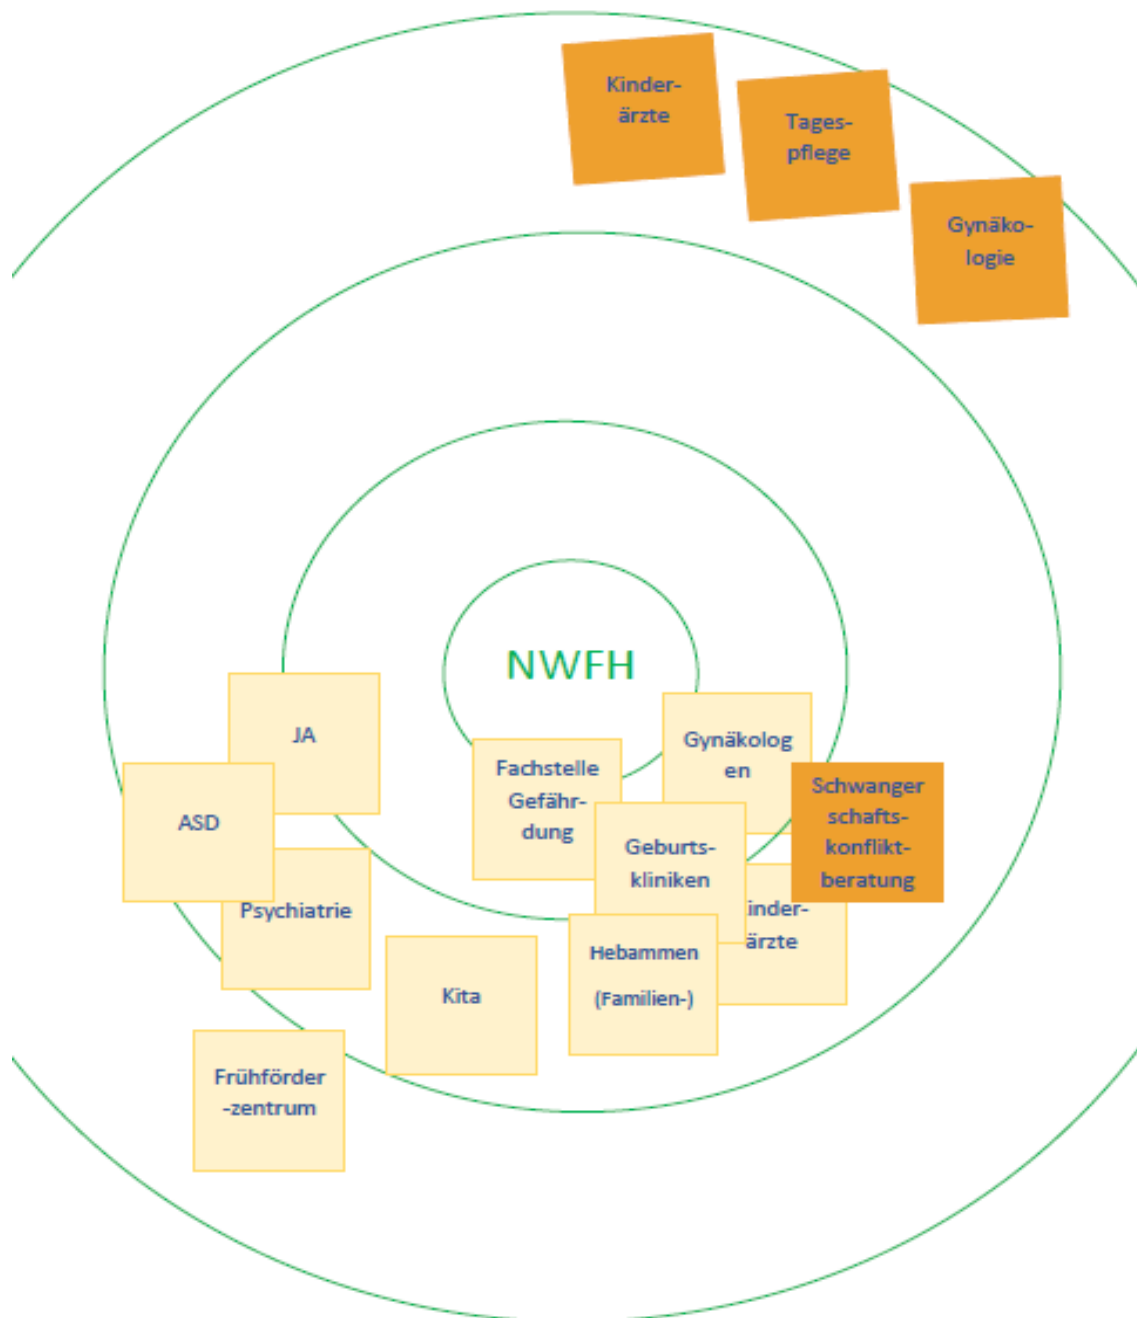 Kinder-
ärzte
Tages-
pflege
Gynäko-
logie
NWFH
JA
Gynäkolog
en
Fachstelle
Gefähr-
dung
Schwanger
schafts-
konflikt-
beratung
ASD
Geburts-
kliniken
Psychiatrie
inder-
ärzte
Hebammen
(Familien-)
Kita
Frühförder
-zentrum